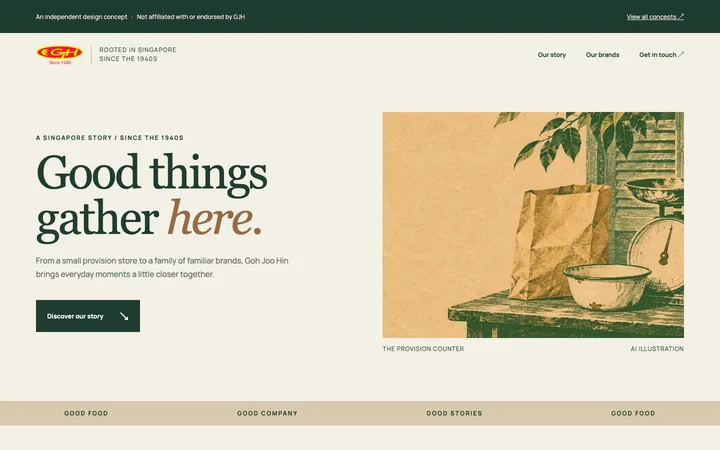 An independent design concept · Not affiliated with or endorsed by GJH
View all concepts ↗
GJH
Since 1940
ROOTED IN SINGAPORE
SINCE THE 1940S
Our story
Our brands
Get in touch ↗
A SINGAPORE STORY / SINCE THE 1940S
Good things
gather here.
From a small provision store to a family of familiar brands, Goh Joo Hin
brings everyday moments a little closer together.
Discover our story ↘
THE PROVISION COUNTER
AI ILLUSTRATION
GOOD FOOD
GOOD COMPANY
GOOD STORIES
GOOD FOOD